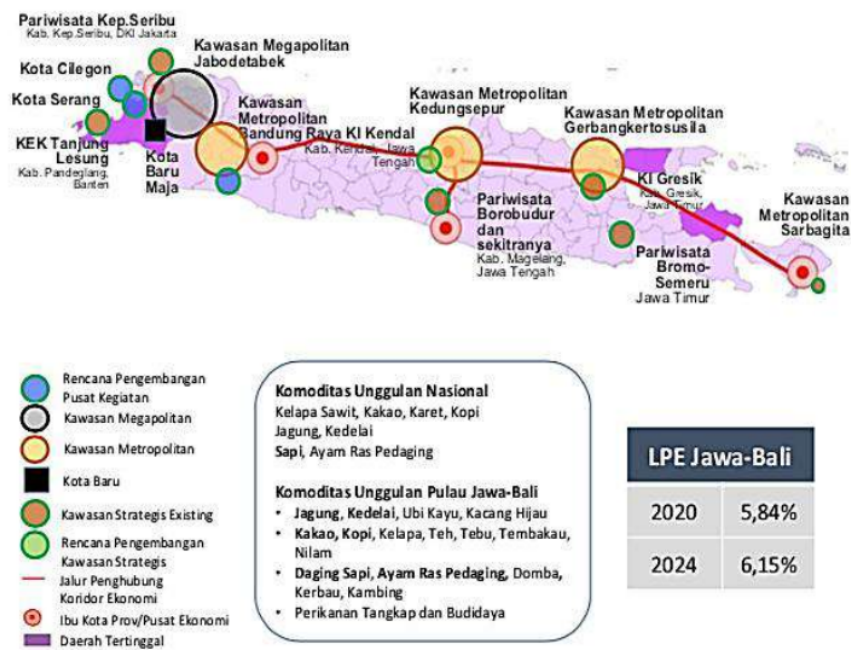 Pariwisata Kep.Seribu
Kab. Kep.Seribu, DKI Jakarta
Kawasan Megapolitan
Jabodetabek
Kota Cilegon
Kota Serang
KEK Tanjung
Lesung
Kab. Pandeglang,
Banten
Kota
Baru
Maja
Kawasan
Metropolitan
Bandung Raya
KI Kendal
Kab. Kendal, Jawa
Tengah
Kawasan Metropolitan
Kedungsepur
Kawasan Metropolitan
Gerbangkertosusila
KI Gresik
Kab. Gresik,
Jawa Timur
Kawasan
Metropolitan
Sarbagita
Pariwisata
Borobudur
dan
sekitranya
Kab. Magelang,
Jawa Tengah
Pariwisata
Bromo-
Semeru
Jawa Timur
Rencana Pengembangan
Pusat Kegiatan
Kawasan Megapolitan
Kawasan Metropolitan
Kota Baru
Kawasan Strategis Existing
Rencana Pengembangan
Kawasan Strategis
Jalur Penghubung
Koridor Ekonomi
Ibu Kota Prov/Pusat Ekonomi
Daerah Tertinggal
Komoditas Unggulan Nasional
Kelapa Sawit, Kakao, Karet, Kopi
Jagung, Kedelai
Sapi, Ayam Ras Pedaging
Komoditas Unggulan Pulau Jawa-Bali
• Jagung, Kedelai, Ubi Kayu, Kacang Hijau
• Kakao, Kopi, Kelapa, Teh, Tebu, Tembakau,
Nilam
• Daging Sapi, Ayam Ras Pedaging, Domba,
Kerbau, Kambing
• Perikanan Tangkap dan Budidaya
LPE Jawa-Bali
2020 5,84%
2024 6,15%